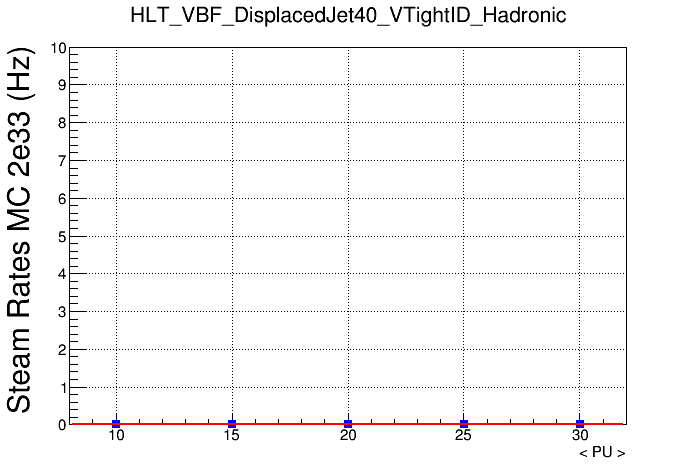 HLT_VBF_DisplacedJet40_VTightID_Hadronic
Steam Rates MC 2e33 (Hz)
10
9
8
7
6
5
4
3
2
1
0
10 15 20 25 30
< PU >